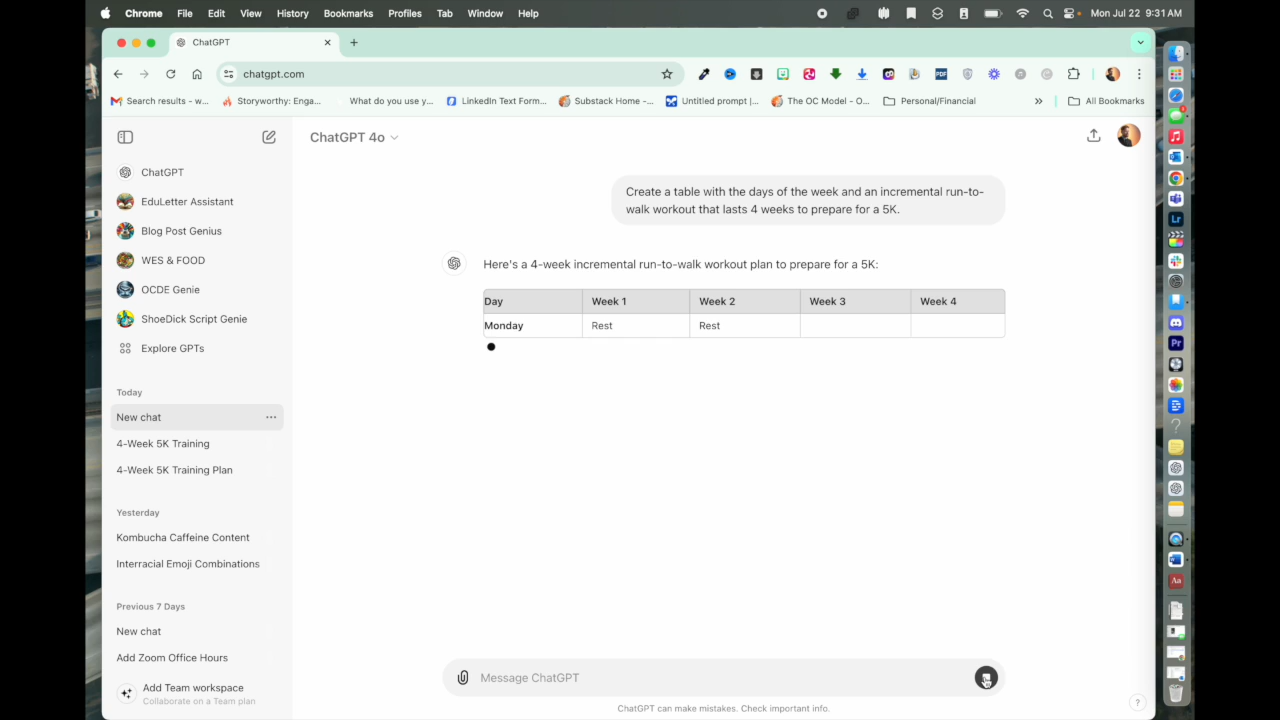 Chrome File Edit View History Bookmarks Profiles Tab Window Help Mon Jul 22 9:31 AM
ChatGPT
chatgpt.com
PDF
Search results - w... Storyworthy: Enga... What do you use y... LinkedIn Text Form... Substack Home -... Untitled prompt |... The OC Model - O... Personal/Financial » All Bookmarks
ChatGPT 4o
ChatGPT
EduLetter Assistant
Blog Post Genius
WES & FOOD
OCDE Genie
ShoeDick Script Genie
Explore GPTs
Today
New chat ...
4-Week 5K Training
4-Week 5K Training Plan
Yesterday
Kombucha Caffeine Content
Interracial Emoji Combinations
Previous 7 Days
New chat
Add Zoom Office Hours
Add Team workspace
Collaborate on a Team plan
Create a table with the days of the week and an incremental run-to-
walk workout that lasts 4 weeks to prepare for a 5K.
Here's a 4-week incremental run-to-walk workout plan to prepare for a 5K:
Day Week 1 Week 2 Week 3 Week 4
Monday Rest Rest
Message ChatGPT
ChatGPT can make mistakes. Check important info.
?
Lr
Pr
?
Aa